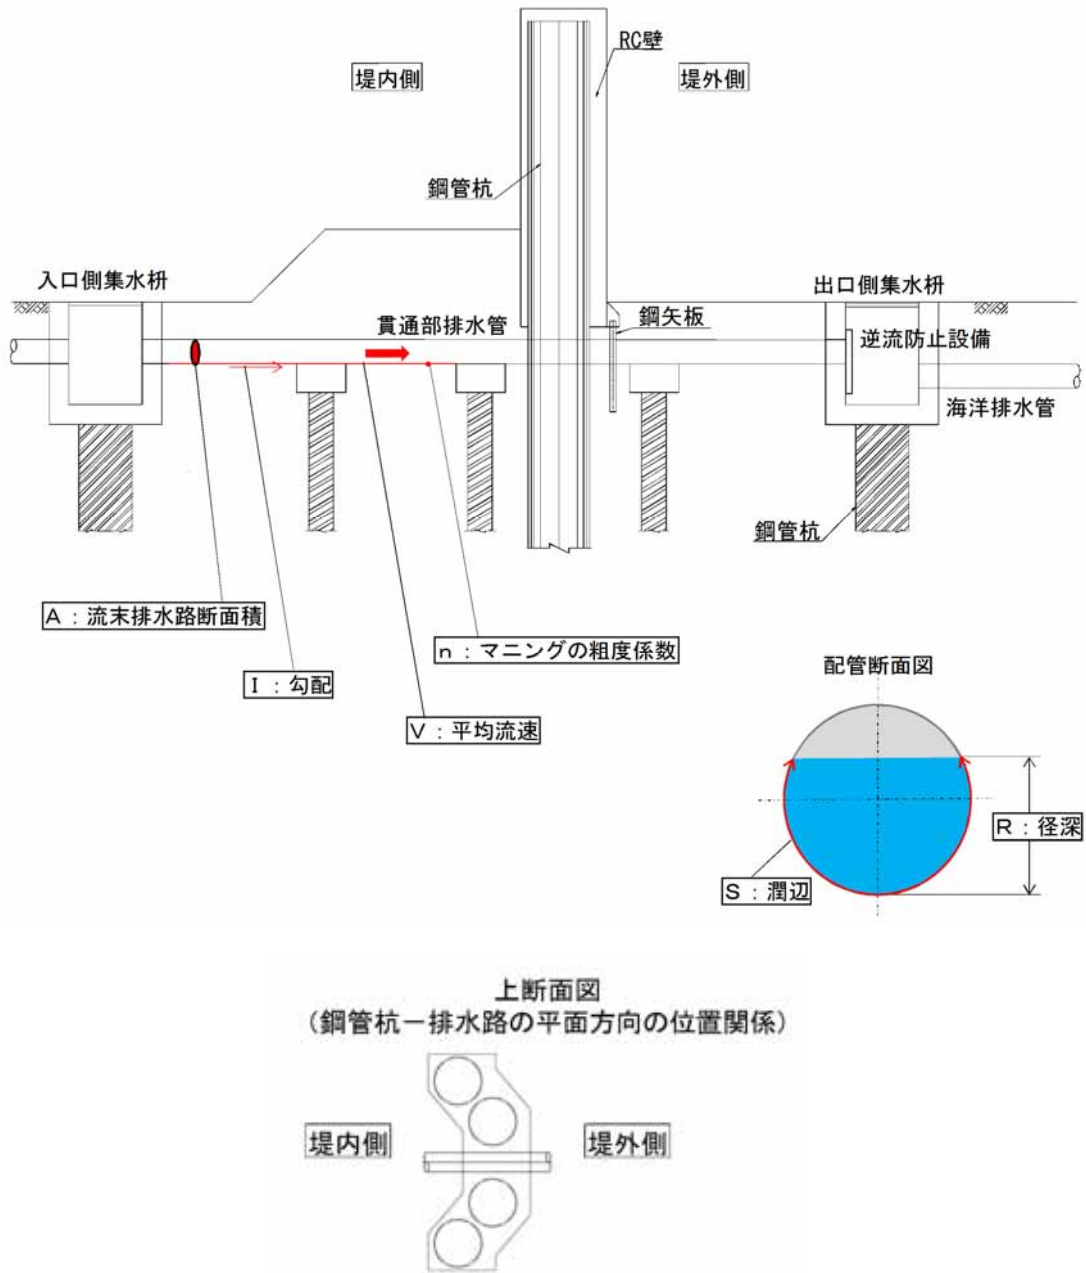 RC壁
堤内側
堤外側
鋼管杭
入口側集水枡
出口側集水枡
貫通部排水管
鋼矢板
逆流防止設備
海洋排水管
鋼管杭
A：流末排水路断面積
n：マニングの粗度係数
I：勾配
V：平均流速
配管断面図
R：径深
S：潤辺
上断面図
（鋼管杭－排水路の平面方向の位置関係）
堤内側
堤外側